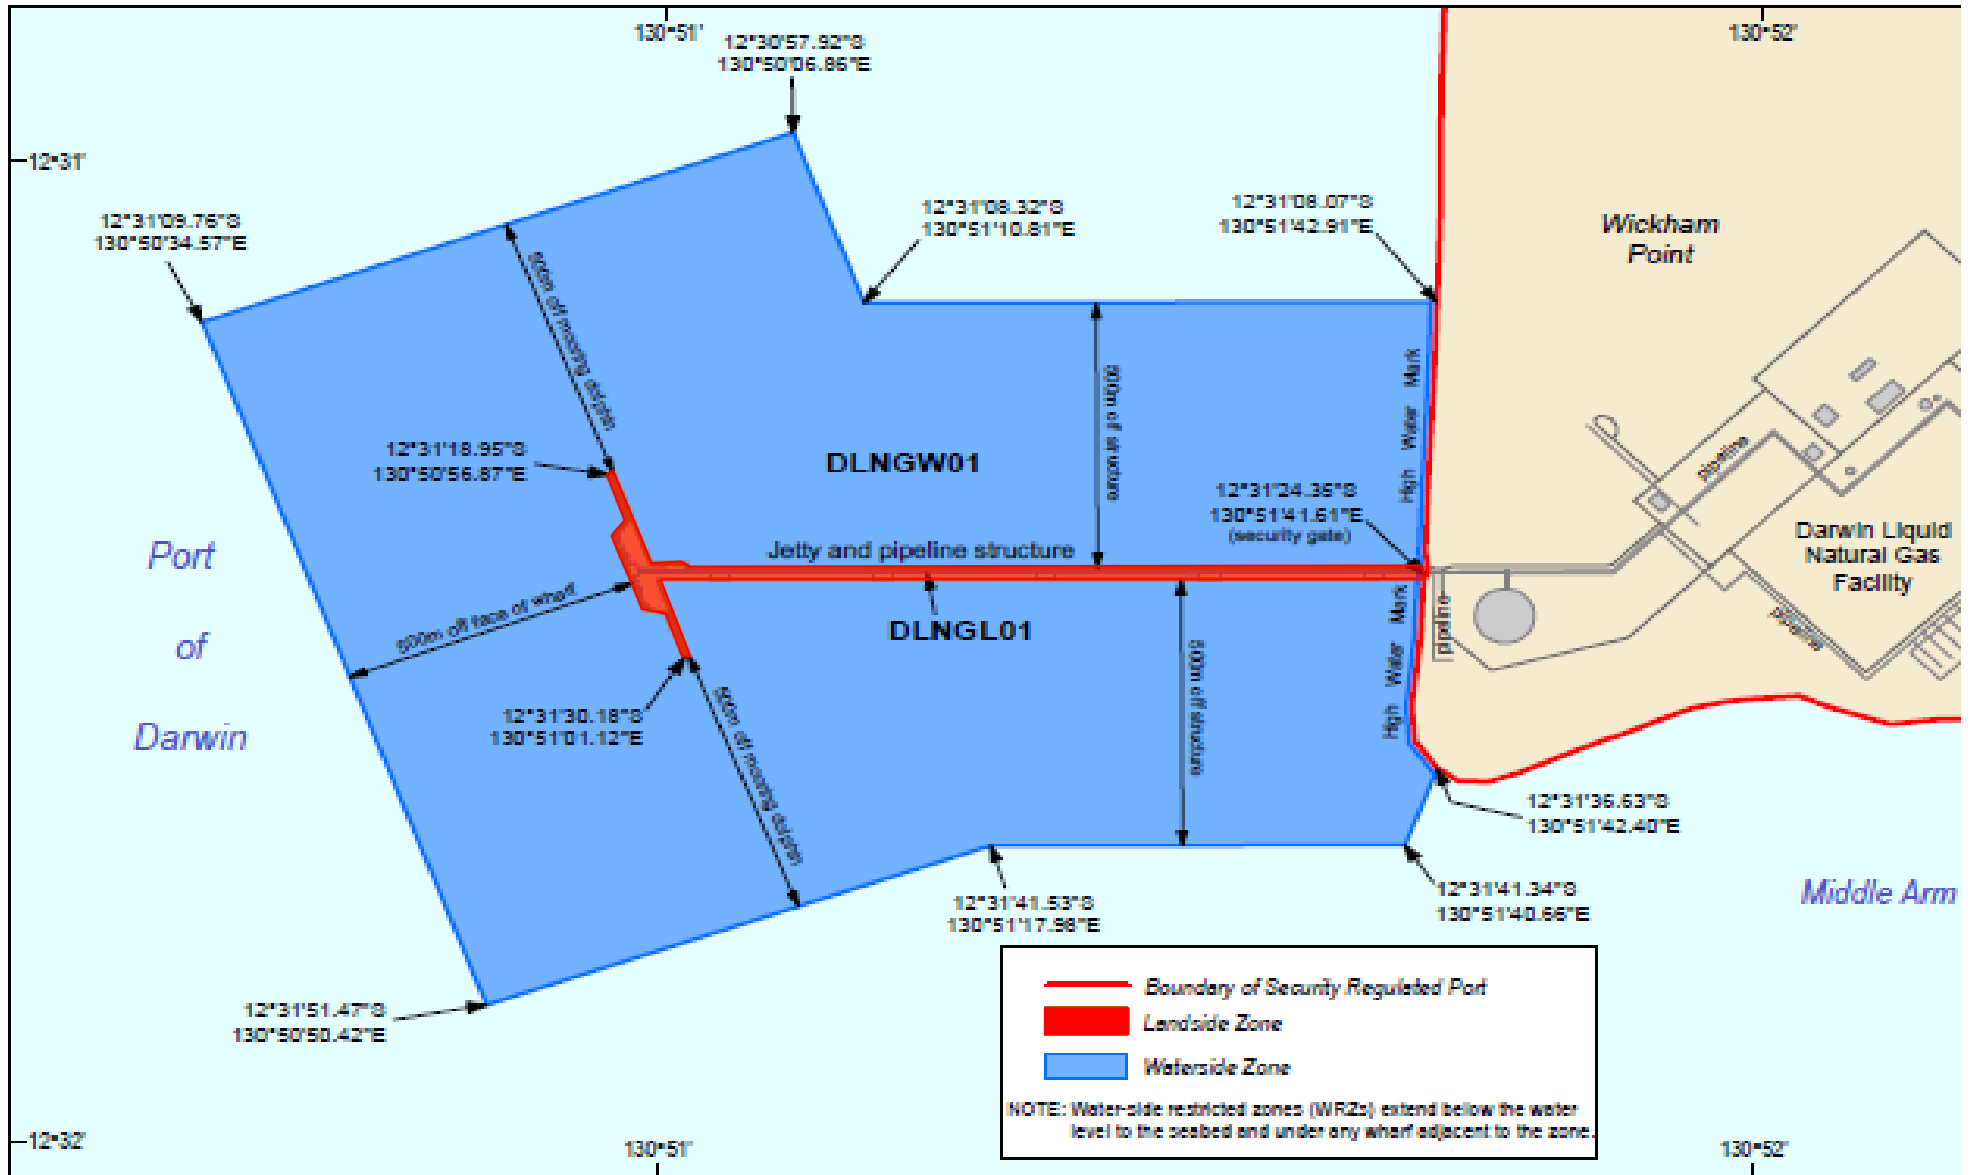 130°51'
130°52'
12°30'57.92"S
130°50'06.86"E
12°31'
12°31'09.76"S
130°50'34.57"E
12°31'08.32"S
130°51'10.81"E
12°31'08.07"S
130°51'42.91"E
Wickham
Point
500m off mooring dolphin
500m off structure
High Water Mark
12°31'18.95"S
130°50'56.87"E
DLNGW01
12°31'24.35"S
130°51'41.61"E
(security gate)
pipeline
Darwin Liquid
Natural Gas
Facility
Port
of
Darwin
Jetty and pipeline structure
500m off face of wharf
DLNGL01
High Water Mark
pipeline
pipeline
12°31'30.18"S
130°51'01.12"E
500m off mooring dolphin
500m off structure
12°31'36.63"S
130°51'42.40"E
12°31'41.53"S
130°51'17.98"E
12°31'41.34"S
130°51'40.66"E
Middle Arm
12°31'51.47"S
130°50'50.42"E
Boundary of Security Regulated Port
Landside Zone
Waterside Zone
NOTE: Water-side restricted zones (WRZs) extend below the water
level to the seabed and under any wharf adjacent to the zone.
12°32'
130°51'
130°52'